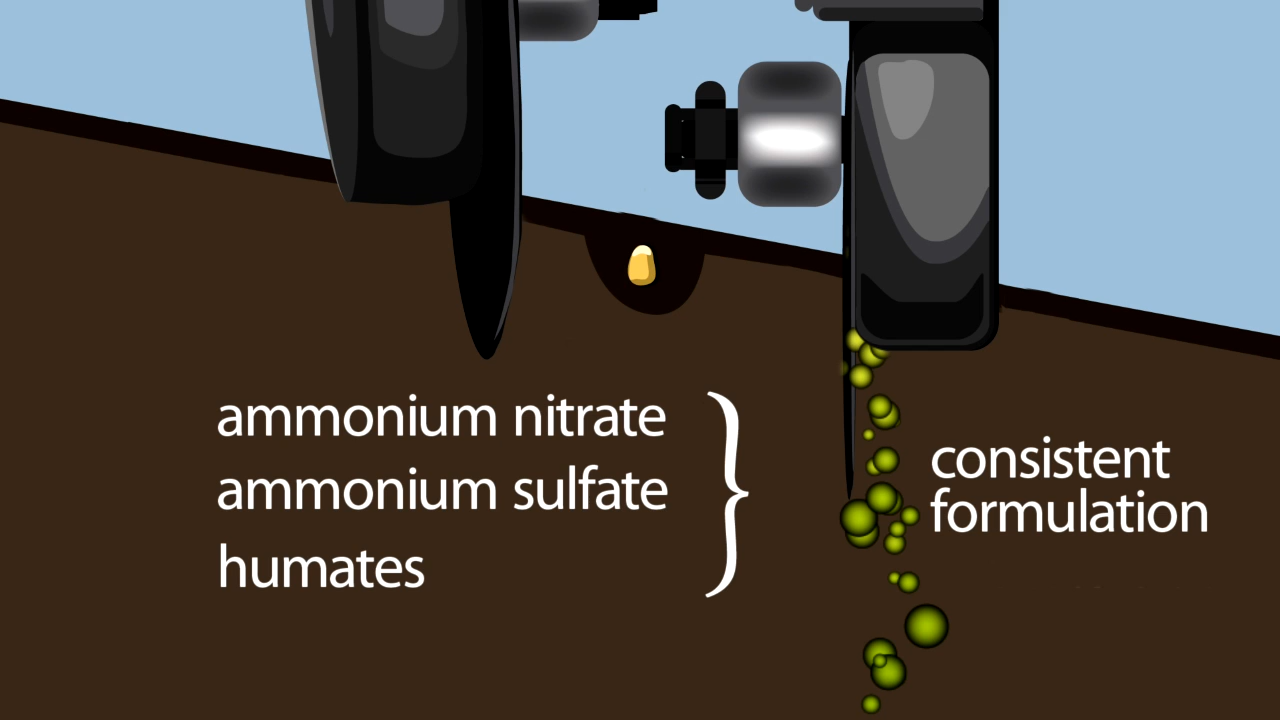 ammonium nitrate
ammonium sulfate
humates
consistent
formulation